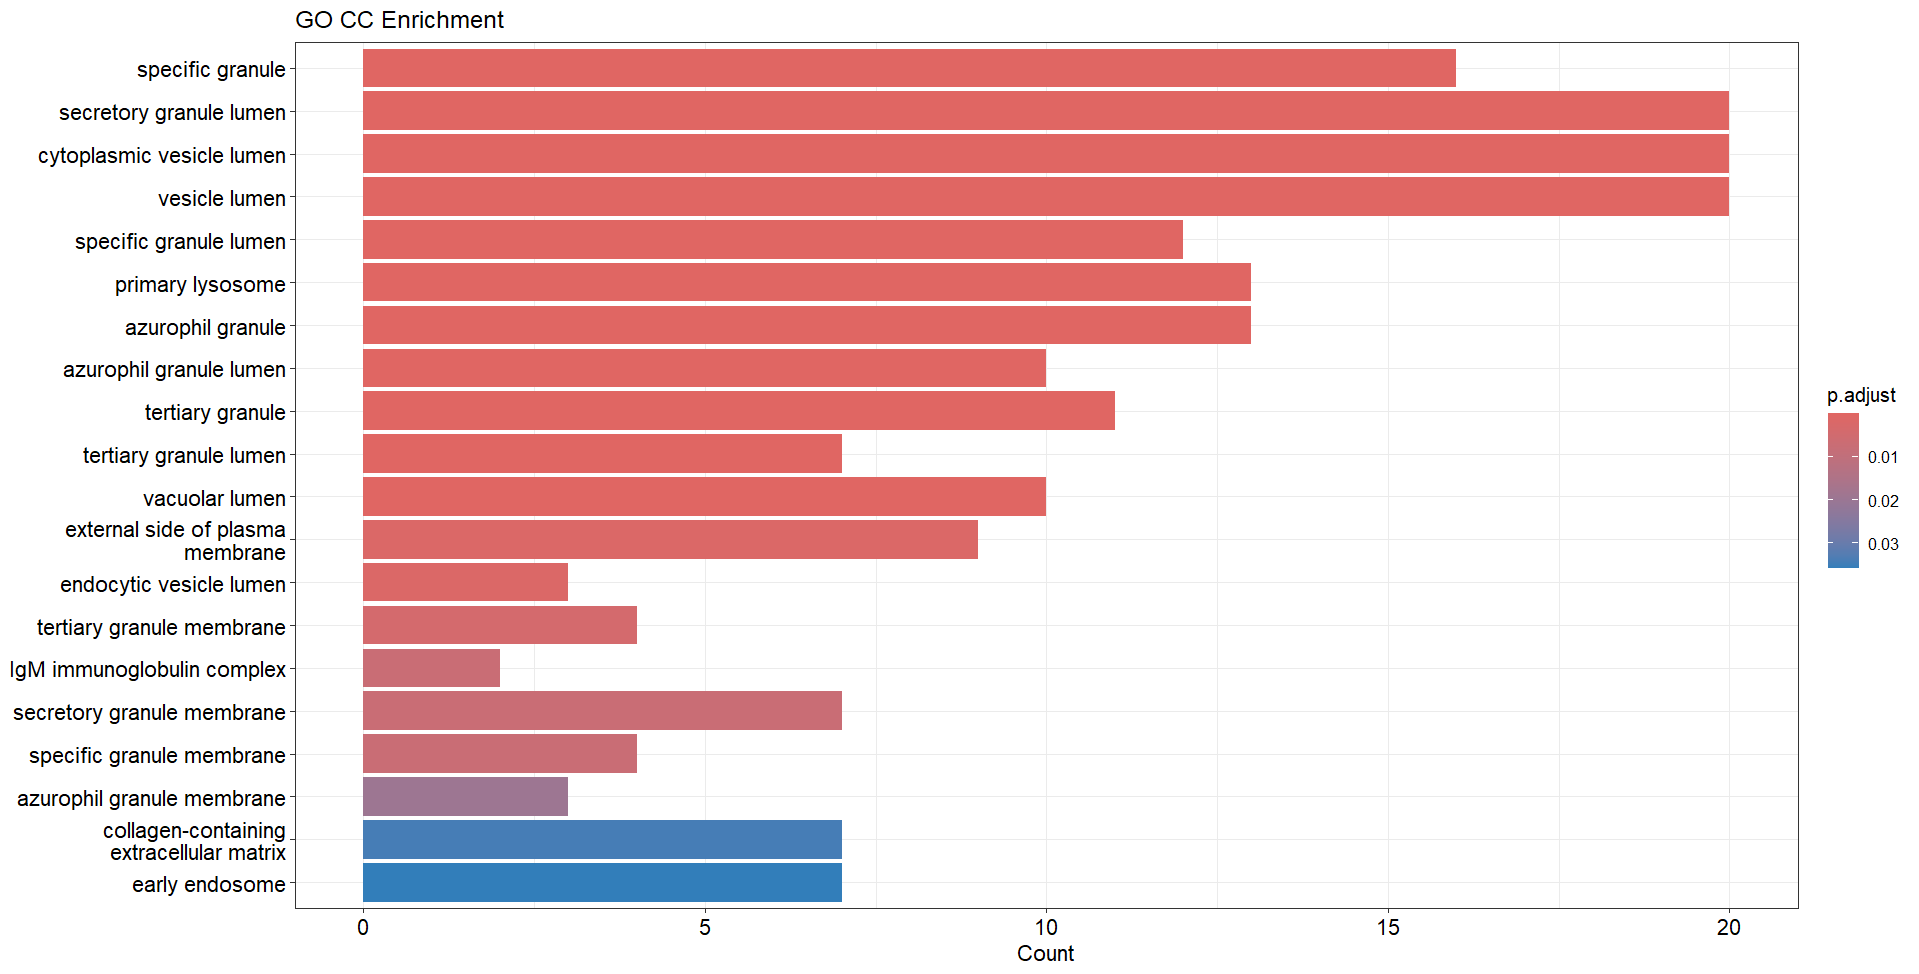 GO CC Enrichment
specific granule
secretory granule lumen
cytoplasmic vesicle lumen
vesicle lumen
specific granule lumen
primary lysosome
azurophil granule
azurophil granule lumen
tertiary granule
tertiary granule lumen
vacuolar lumen
external side of plasma
membrane
endocytic vesicle lumen
tertiary granule membrane
IgM immunoglobulin complex
secretory granule membrane
specific granule membrane
azurophil granule membrane
collagen-containing
extracellular matrix
early endosome
0 5 10 15 20
Count
p.adjust
0.01
0.02
0.03